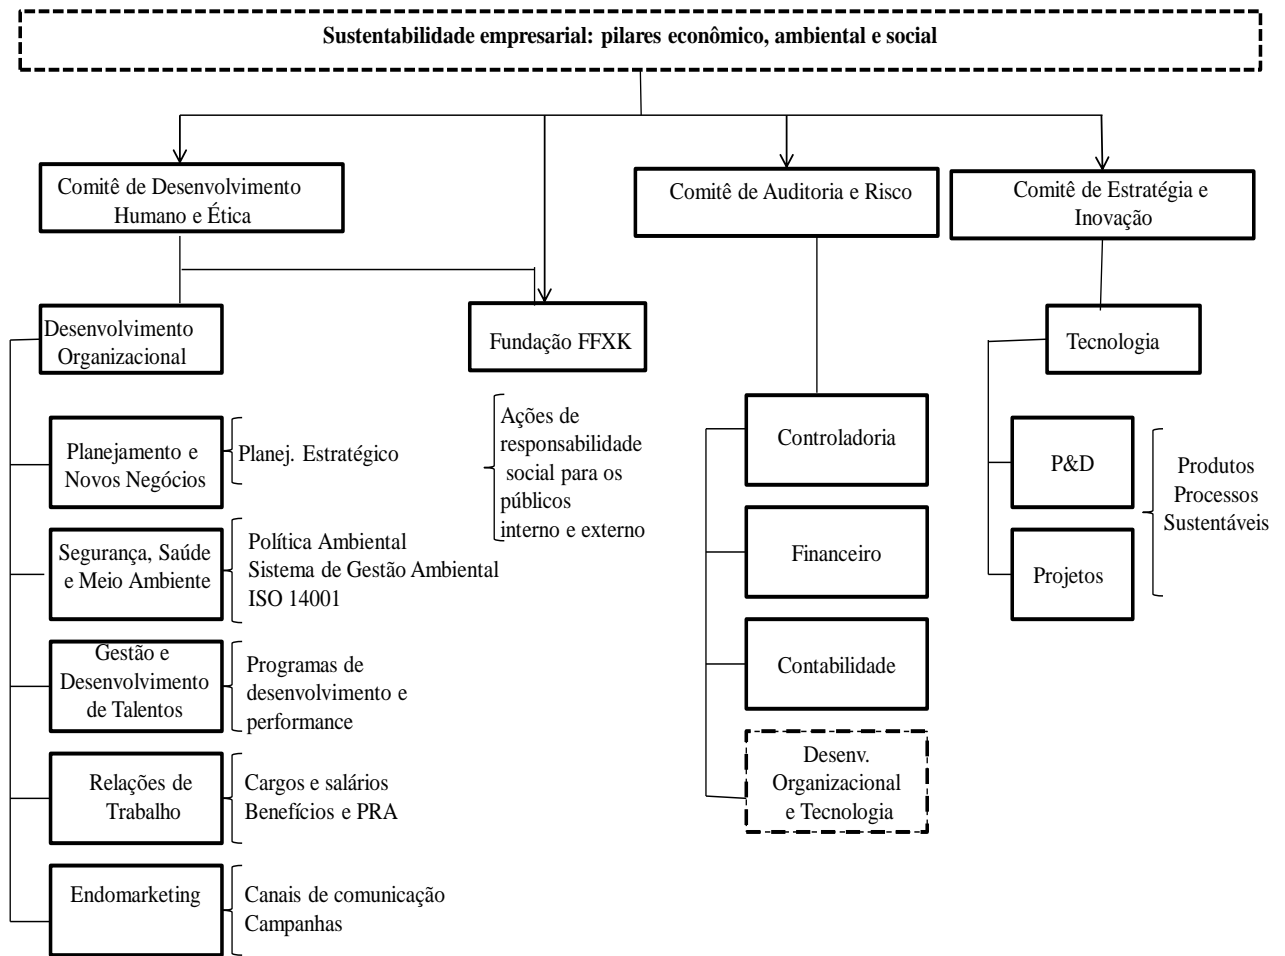 Sustentabilidade empresarial: pilares econômico, ambiental e social
Comitê de Desenvolvimento
Humano e Ética
Comitê de Auditoria e Risco
Comitê de Estratégia e
Inovação
Desenvolvimento
Organizacional
Fundação FFXK
Tecnologia
Planejamento e
Novos Negócios
Planej. Estratégico
Ações de
responsabilidade
social para os
públicos
interno e externo
Controladoria
P&D
Produtos
Processos
Sustentáveis
Segurança, Saúde
e Meio Ambiente
Política Ambiental
Sistema de Gestão Ambiental
ISO 14001
Financeiro
Projetos
Gestão e
Desenvolvimento
de Talentos
Programas de
desenvolvimento e
performance
Contabilidade
Relações de
Trabalho
Cargos e salários
Benefícios e PRA
Desenv.
Organizacional
e Tecnologia
Endomarketing
Canais de comunicação
Campanhas